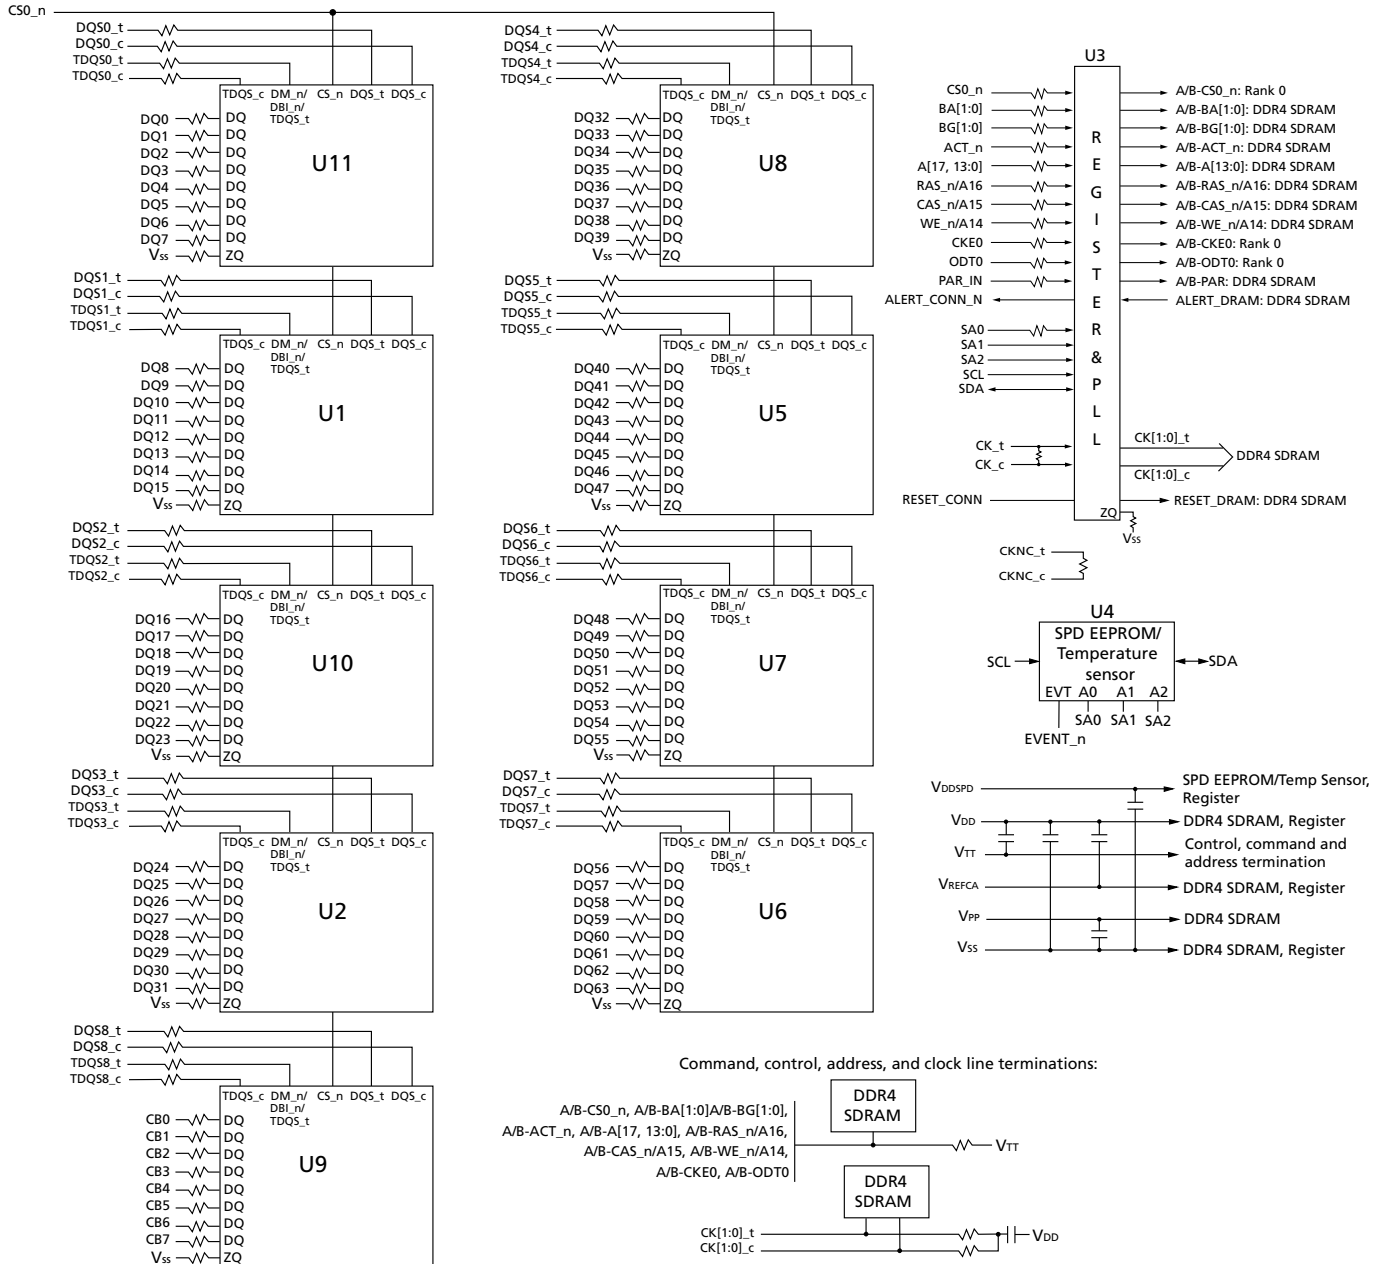 CS0_n
DQS0_t
DQS0_c
TDQS0_t
TDQS0_c
TDQS_c DM_n/ CS_n DQS_t DQS_c
DBI_n/
TDQS_t
DQ0 DQ
DQ1 DQ
DQ2 DQ
DQ3 DQ
DQ4 DQ
DQ5 DQ
DQ6 DQ
DQ7 DQ
Vss ZQ
U11
DQS1_t
DQS1_c
TDQS1_t
TDQS1_c
TDQS_c DM_n/ CS_n DQS_t DQS_c
DBI_n/
TDQS_t
DQ8 DQ
DQ9 DQ
DQ10 DQ
DQ11 DQ
DQ12 DQ
DQ13 DQ
DQ14 DQ
DQ15 DQ
Vss ZQ
U1
DQS2_t
DQS2_c
TDQS2_t
TDQS2_c
TDQS_c DM_n/ CS_n DQS_t DQS_c
DBI_n/
TDQS_t
DQ16 DQ
DQ17 DQ
DQ18 DQ
DQ19 DQ
DQ20 DQ
DQ21 DQ
DQ22 DQ
DQ23 DQ
Vss ZQ
U10
DQS3_t
DQS3_c
TDQS3_t
TDQS3_c
TDQS_c DM_n/ CS_n DQS_t DQS_c
DBI_n/
TDQS_t
DQ24 DQ
DQ25 DQ
DQ26 DQ
DQ27 DQ
DQ28 DQ
DQ29 DQ
DQ30 DQ
DQ31 DQ
Vss ZQ
U2
DQS8_t
DQS8_c
TDQS8_t
TDQS8_c
TDQS_c DM_n/ CS_n DQS_t DQS_c
DBI_n/
TDQS_t
CB0 DQ
CB1 DQ
CB2 DQ
CB3 DQ
CB4 DQ
CB5 DQ
CB6 DQ
CB7 DQ
Vss ZQ
U9
DQS4_t
DQS4_c
TDQS4_t
TDQS4_c
TDQS_c DM_n/ CS_n DQS_t DQS_c
DBI_n/
TDQS_t
DQ32 DQ
DQ33 DQ
DQ34 DQ
DQ35 DQ
DQ36 DQ
DQ37 DQ
DQ38 DQ
DQ39 DQ
Vss ZQ
U8
DQS5_t
DQS5_c
TDQS5_t
TDQS5_c
TDQS_c DM_n/ CS_n DQS_t DQS_c
DBI_n/
TDQS_t
DQ40 DQ
DQ41 DQ
DQ42 DQ
DQ43 DQ
DQ44 DQ
DQ45 DQ
DQ46 DQ
DQ47 DQ
Vss ZQ
U5
DQS6_t
DQS6_c
TDQS6_t
TDQS6_c
TDQS_c DM_n/ CS_n DQS_t DQS_c
DBI_n/
TDQS_t
DQ48 DQ
DQ49 DQ
DQ50 DQ
DQ51 DQ
DQ52 DQ
DQ53 DQ
DQ54 DQ
DQ55 DQ
Vss ZQ
U7
DQS7_t
DQS7_c
TDQS7_t
TDQS7_c
TDQS_c DM_n/ CS_n DQS_t DQS_c
DBI_n/
TDQS_t
DQ56 DQ
DQ57 DQ
DQ58 DQ
DQ59 DQ
DQ60 DQ
DQ61 DQ
DQ62 DQ
DQ63 DQ
Vss ZQ
U6
U3
REGISTER&PLL
CS0_n A/B-CS0_n: Rank 0
BA[1:0] A/B-BA[1:0]: DDR4 SDRAM
BG[1:0] A/B-BG[1:0]: DDR4 SDRAM
ACT_n A/B-ACT_n: DDR4 SDRAM
A[17, 13:0] A/B-A[13:0]: DDR4 SDRAM
RAS_n/A16 A/B-RAS_n/A16: DDR4 SDRAM
CAS_n/A15 A/B-CAS_n/A15: DDR4 SDRAM
WE_n/A14 A/B-WE_n/A14: DDR4 SDRAM
CKE0 A/B-CKE0: Rank 0
ODT0 A/B-ODT0: Rank 0
PAR_IN A/B-PAR: DDR4 SDRAM
ALERT_CONN_N ALERT_DRAM: DDR4 SDRAM
SA0
SA1
SA2
SCL
SDA
CK_t CK[1:0]_t
DDR4 SDRAM
CK_c CK[1:0]_c
RESET_CONN RESET_DRAM: DDR4 SDRAM
ZQ
Vss
CKNC_t
CKNC_c
U4
SPD EEPROM/
Temperature
sensor
SCL SDA
EVT A0 A1 A2
SA0 SA1 SA2
EVENT_n
VDDSPD SPD EEPROM/Temp Sensor,
Register
VDD DDR4 SDRAM, Register
VTT Control, command and
address termination
VREFCA DDR4 SDRAM, Register
VPP DDR4 SDRAM
Vss DDR4 SDRAM, Register
Command, control, address, and clock line terminations:
DDR4
SDRAM
A/B-CS0_n, A/B-BA[1:0]A/B-BG[1:0],
A/B-ACT_n, A/B-A[17, 13:0], A/B-RAS_n/A16,
A/B-CAS_n/A15, A/B-WE_n/A14,
A/B-CKE0, A/B-ODT0
VTT
DDR4
SDRAM
CK[1:0]_t
CK[1:0]_c
VDD